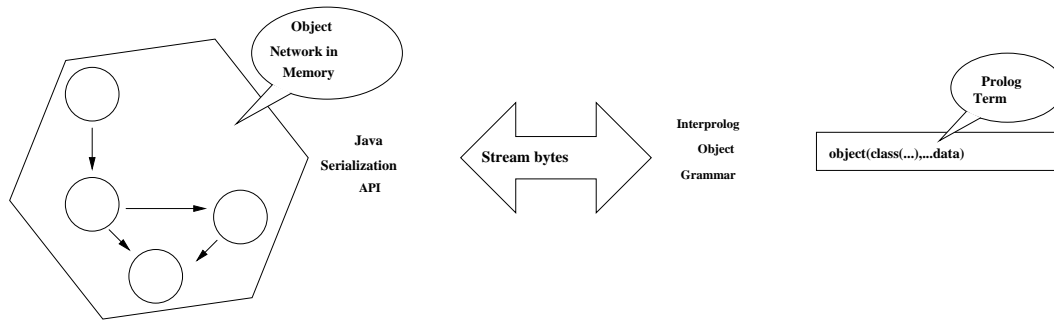 Object
Network in
Memory
Java
Serialization
API
Stream bytes
Interprolog
Object
Grammar
Prolog
Term
object(class(...),...data)